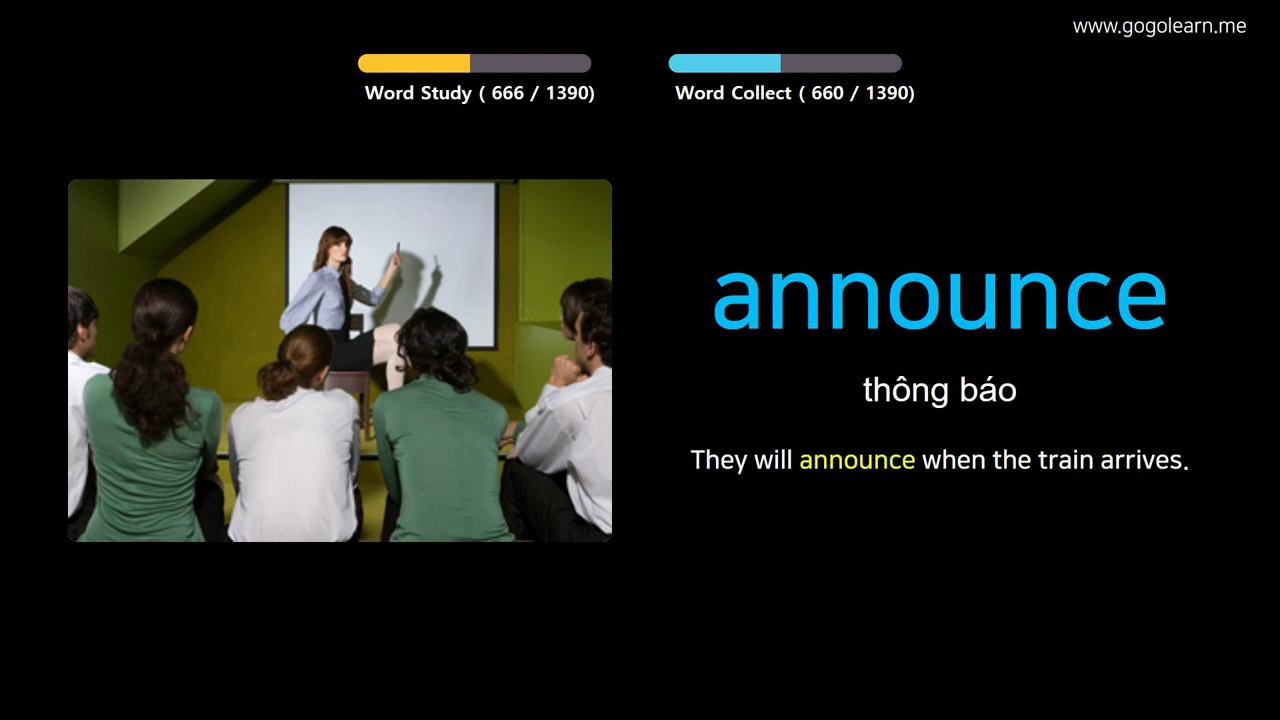 www.gogolearn.me
Word Study ( 666 / 1390)
Word Collect ( 660 / 1390)
announce
thông báo
They will announce when the train arrives.